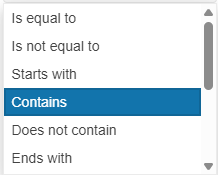 Is equal to
Is not equal to
Starts with
Contains
Does not contain
Ends with